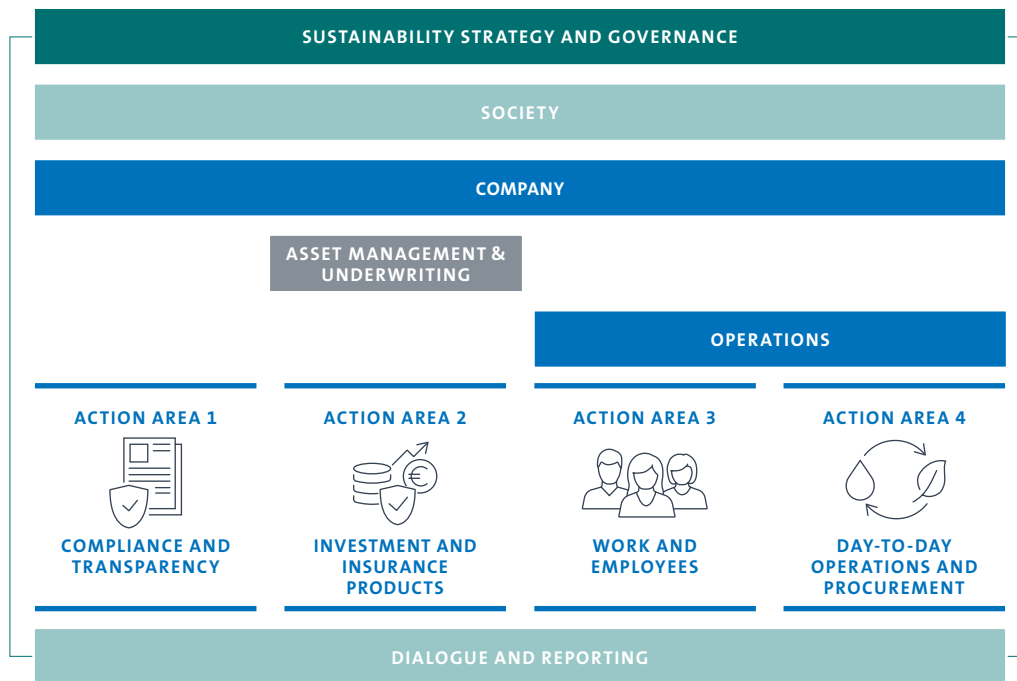 SUSTAINABILITY STRATEGY AND GOVERNANCE
SOCIETY
COMPANY
ASSET MANAGEMENT &
UNDERWRITING
OPERATIONS
ACTION AREA 1
COMPLIANCE AND
TRANSPARENCY
ACTION AREA 2
€
INVESTMENT AND
INSURANCE
PRODUCTS
ACTION AREA 3
WORK AND
EMPLOYEES
ACTION AREA 4
DAY-TO-DAY
OPERATIONS AND
PROCUREMENT
DIALOGUE AND REPORTING